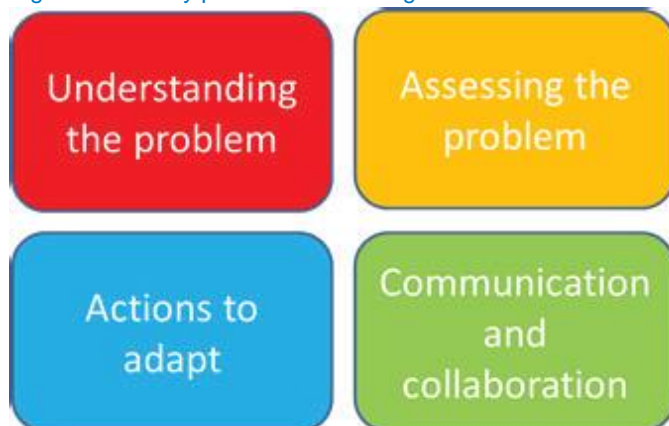 Understanding
the problem
Assessing the
problem
Actions to
adapt
Communication
and
collaboration